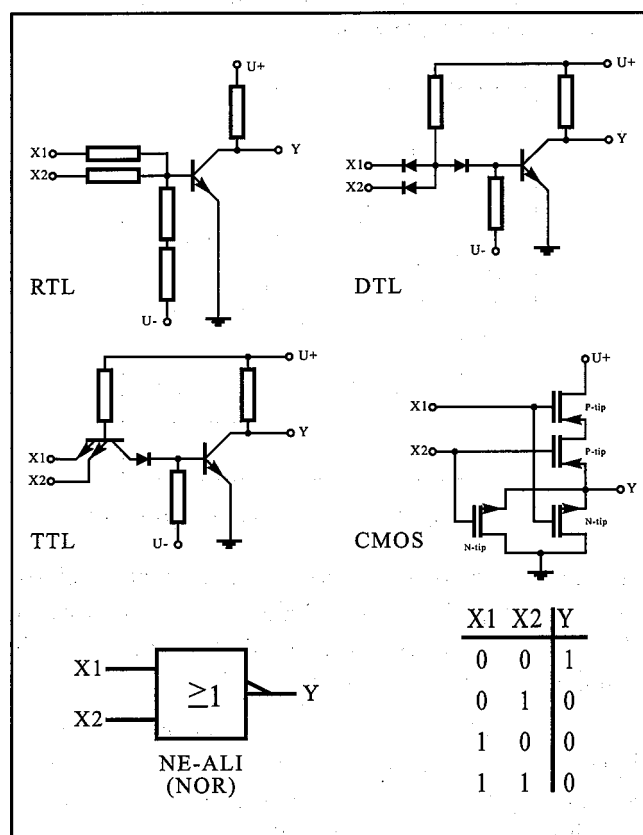 U+
X1
X2
Y
RTL
U-
U+
X1
X2
Y
U-
DTL
U+
X1
X2
Y
TTL
U-
U+
X1
P-tip
X2
P-tip
Y
N-tip
N-tip
CMOS
X1
X2
≥1
Y
NE-ALI
(NOR)
X1 X2 Y
0 0 1
0 1 0
1 0 0
1 1 0